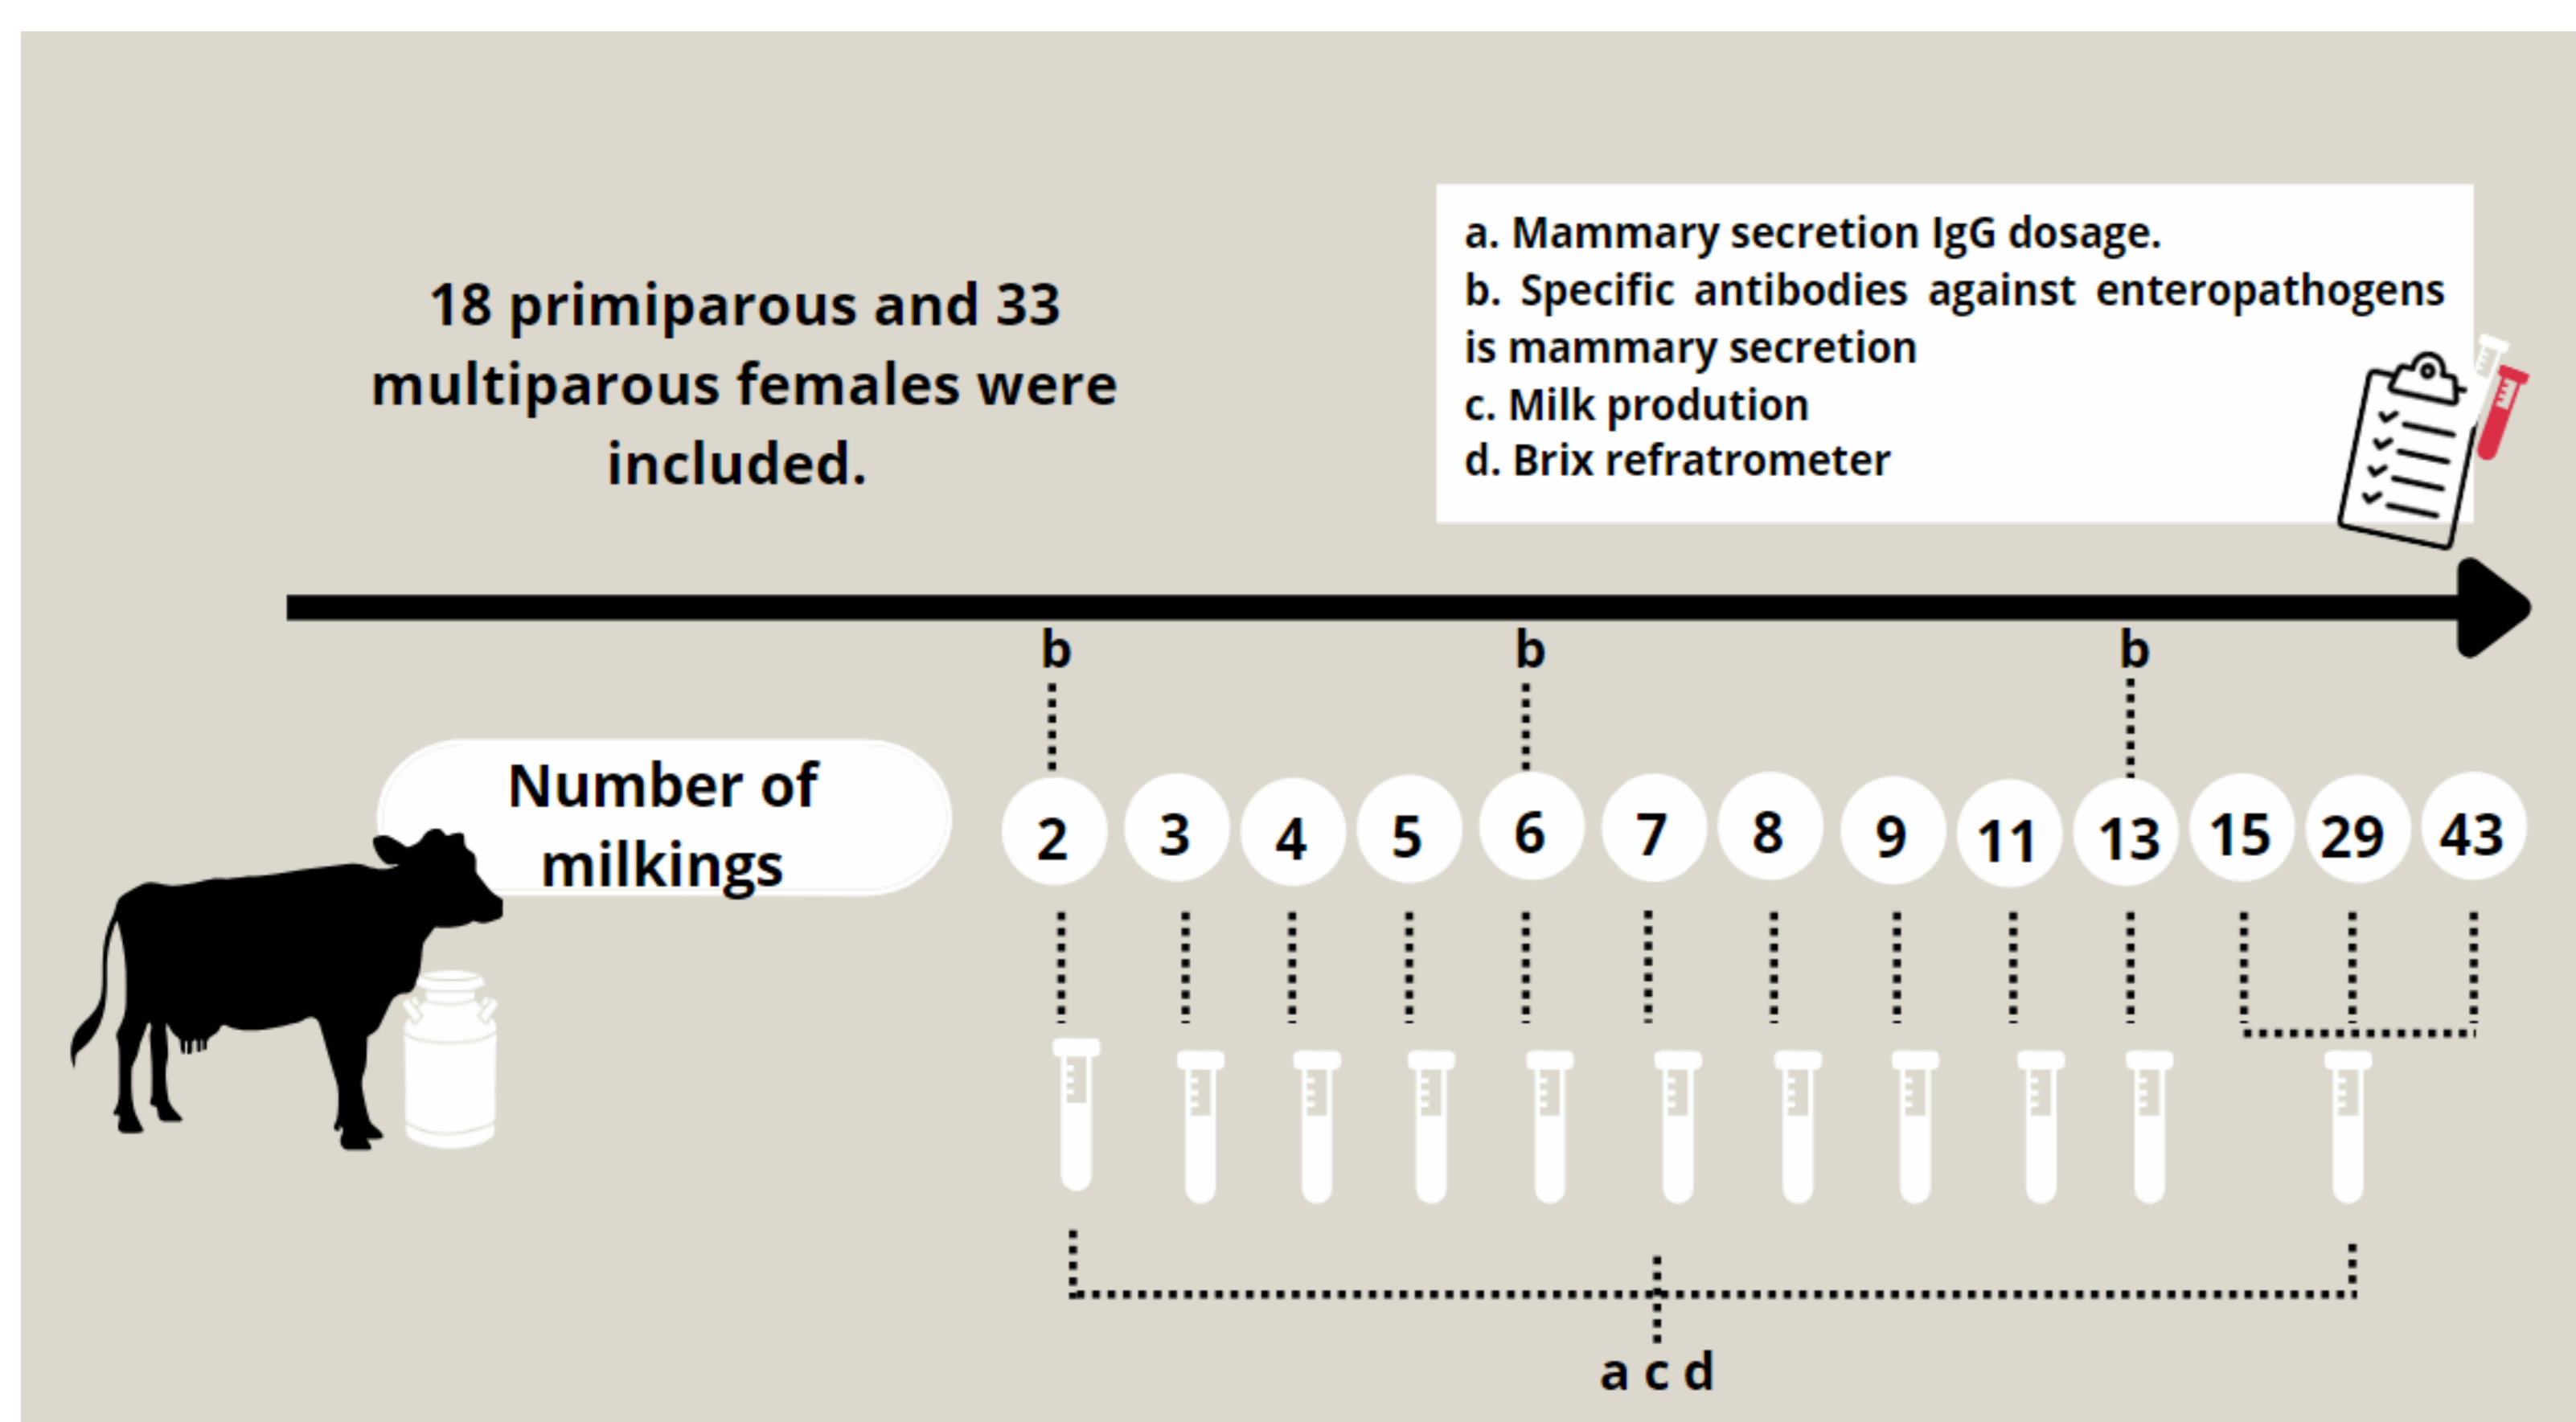 18 primiparous and 33
multiparous females were
included.
a. Mammary secretion IgG dosage.
b. Specific antibodies against enteropathogens
is mammary secretion
c. Milk prodution
d. Brix refratrometer
b b b
Number of
milkings
2 3 4 5 6 7 8 9 11 13 15 29 43
a c d